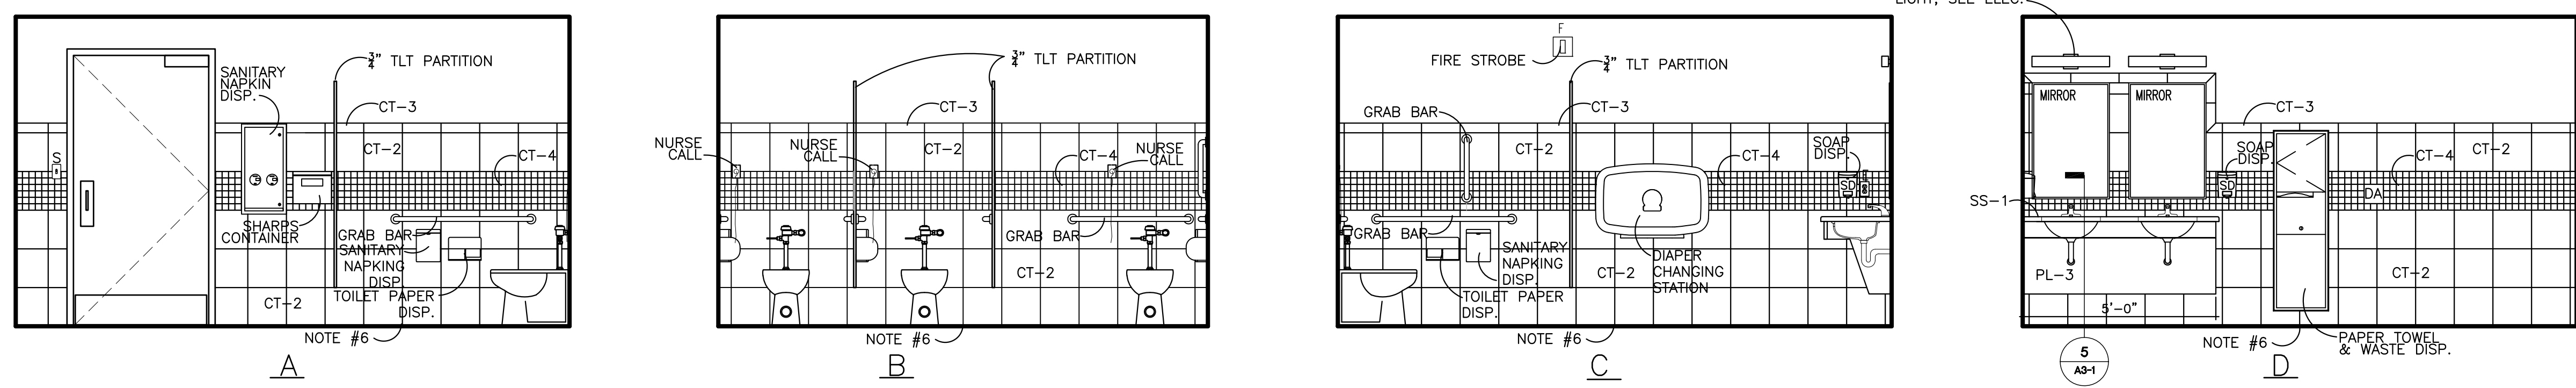 SANITARY
NAPKIN
DISP.
3/4" TLT PARTITION
CT-3
CT-2
CT-4
S
SHARPS
CONTAINER
GRAB BAR
SANITARY
NAPKING
DISP.
TOILET PAPER
DISP.
CT-2
NOTE #6
A
3/4" TLT PARTITION
CT-3
NURSE
CALL
NURSE
CALL
CT-2
CT-4
NURSE
CALL
GRAB BAR
CT-2
NOTE #6
B
F
FIRE STROBE
3/4" TLT PARTITION
GRAB BAR
CT-3
CT-2
CT-4
SOAP
DISP.
SD
GRAB BAR
SANITARY
NAPKING
DISP.
TOILET PAPER
DISP.
DIAPER
CHANGING
STATION
CT-2
NOTE #6
C
LIGHT, SEE ELEC.
MIRROR
MIRROR
CT-3
SOAP
DISP.
SD
CT-4
CT-2
DA
SS-1
PL-3
CT-2
5'-0"
NOTE #6
PAPER TOWEL
& WASTE DISP.
5
A3-1
D